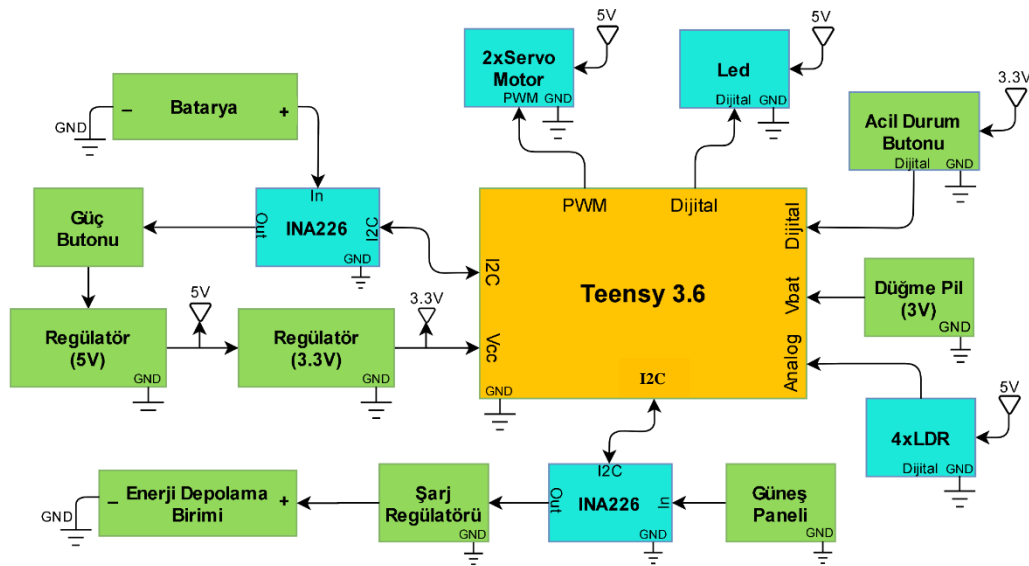 5V
2xServo
Motor
PWM
GND
5V
Led
Dijital
GND
3.3V
Acil Durum
Butonu
Dijital
GND
GND
–
Batarya
+
In
Out
INA226
I2C
GND
Güç
Butonu
Regülatör
(5V)
GND
5V
Regülatör
(3.3V)
GND
3.3V
PWM
Dijital
I2C
Vcc
Teensy 3.6
Dijital
Vbat
Analog
I2C
GND
Düğme Pil
(3V)
GND
5V
4xLDR
Dijital
GND
GND
–
Enerji Depolama
Birimi
+
Şarj
Regülatörü
GND
I2C
Out
INA226
In
GND
Güneş
Paneli
GND